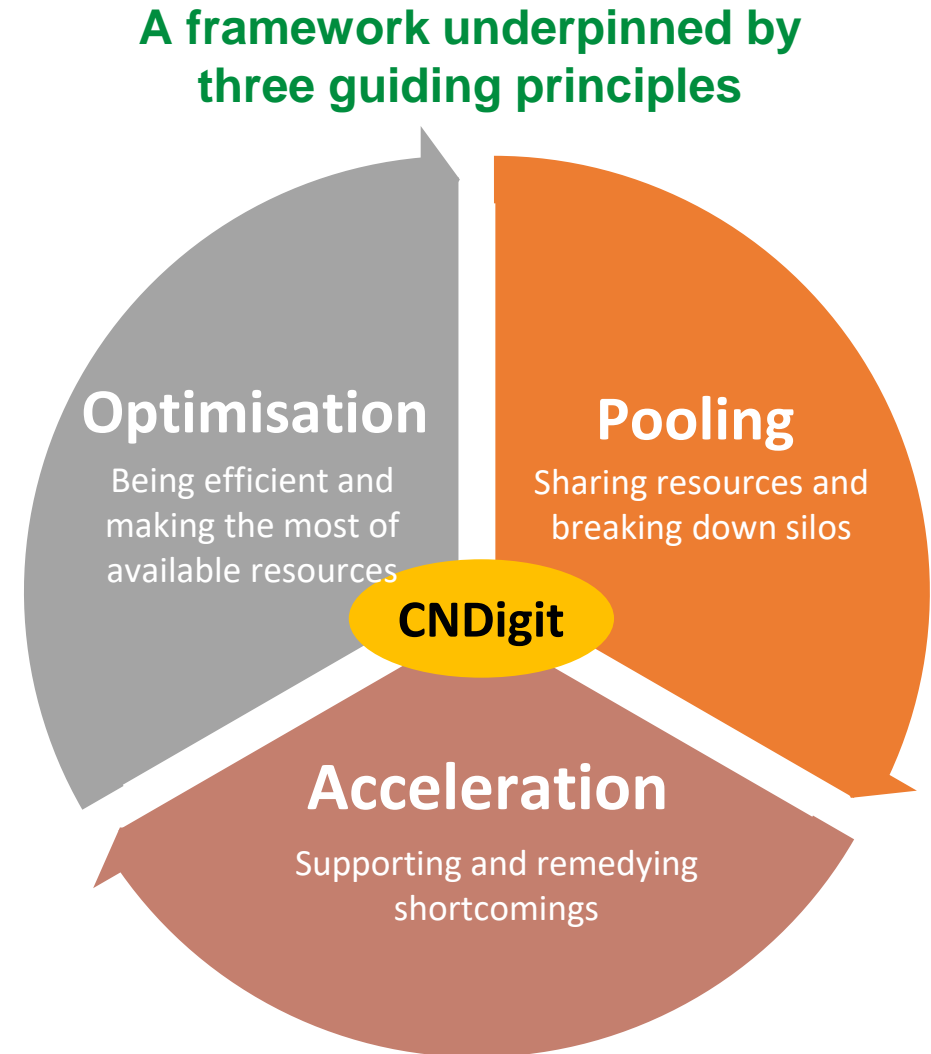 A framework underpinned by
three guiding principles
Optimisation
Being efficient and
making the most of
available resources
Pooling
Sharing resources and
breaking down silos
CNDigit
Acceleration
Supporting and remedying
shortcomings